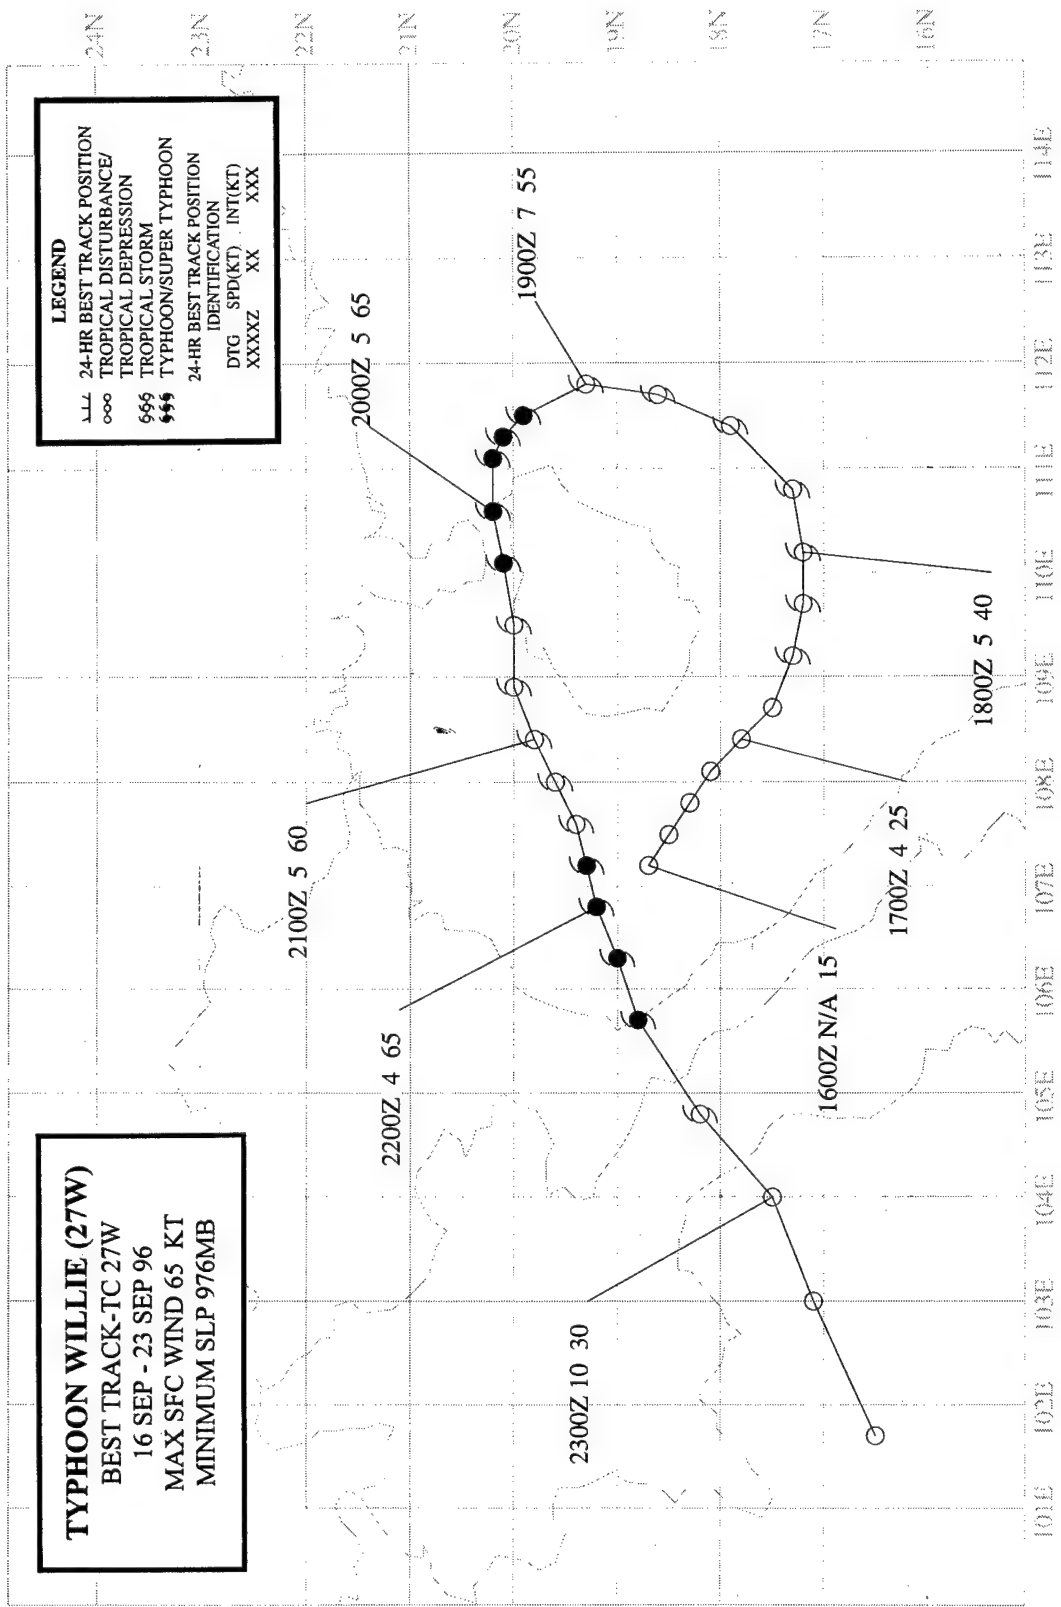 TYPHOON WILLIE (27W)
BEST TRACK-TC 27W
16 SEP - 23 SEP 96
MAX SFC WIND 65 KT
MINIMUM SLP 976MB
LEGEND
24-HR BEST TRACK POSITION
TROPICAL DISTURBANCE/
TROPICAL DEPRESSION
TROPICAL STORM
TYPHOON/SUPER TYPHOON
24-HR BEST TRACK POSITION
IDENTIFICATION
DTG SPD(KT) INT(KT)
XXXXZ XX XXX
24N
23N
22N
21N
20N
19N
18N
17N
16N
2000Z 5 65
1900Z 7 55
2100Z 5 60
2200Z 4 65
2300Z 10 30
1600Z N/A 15
1700Z 4 25
1800Z 5 40
101E
102E
103E
104E
105E
106E
107E
108E
109E
110E
111E
112E
113E
114E